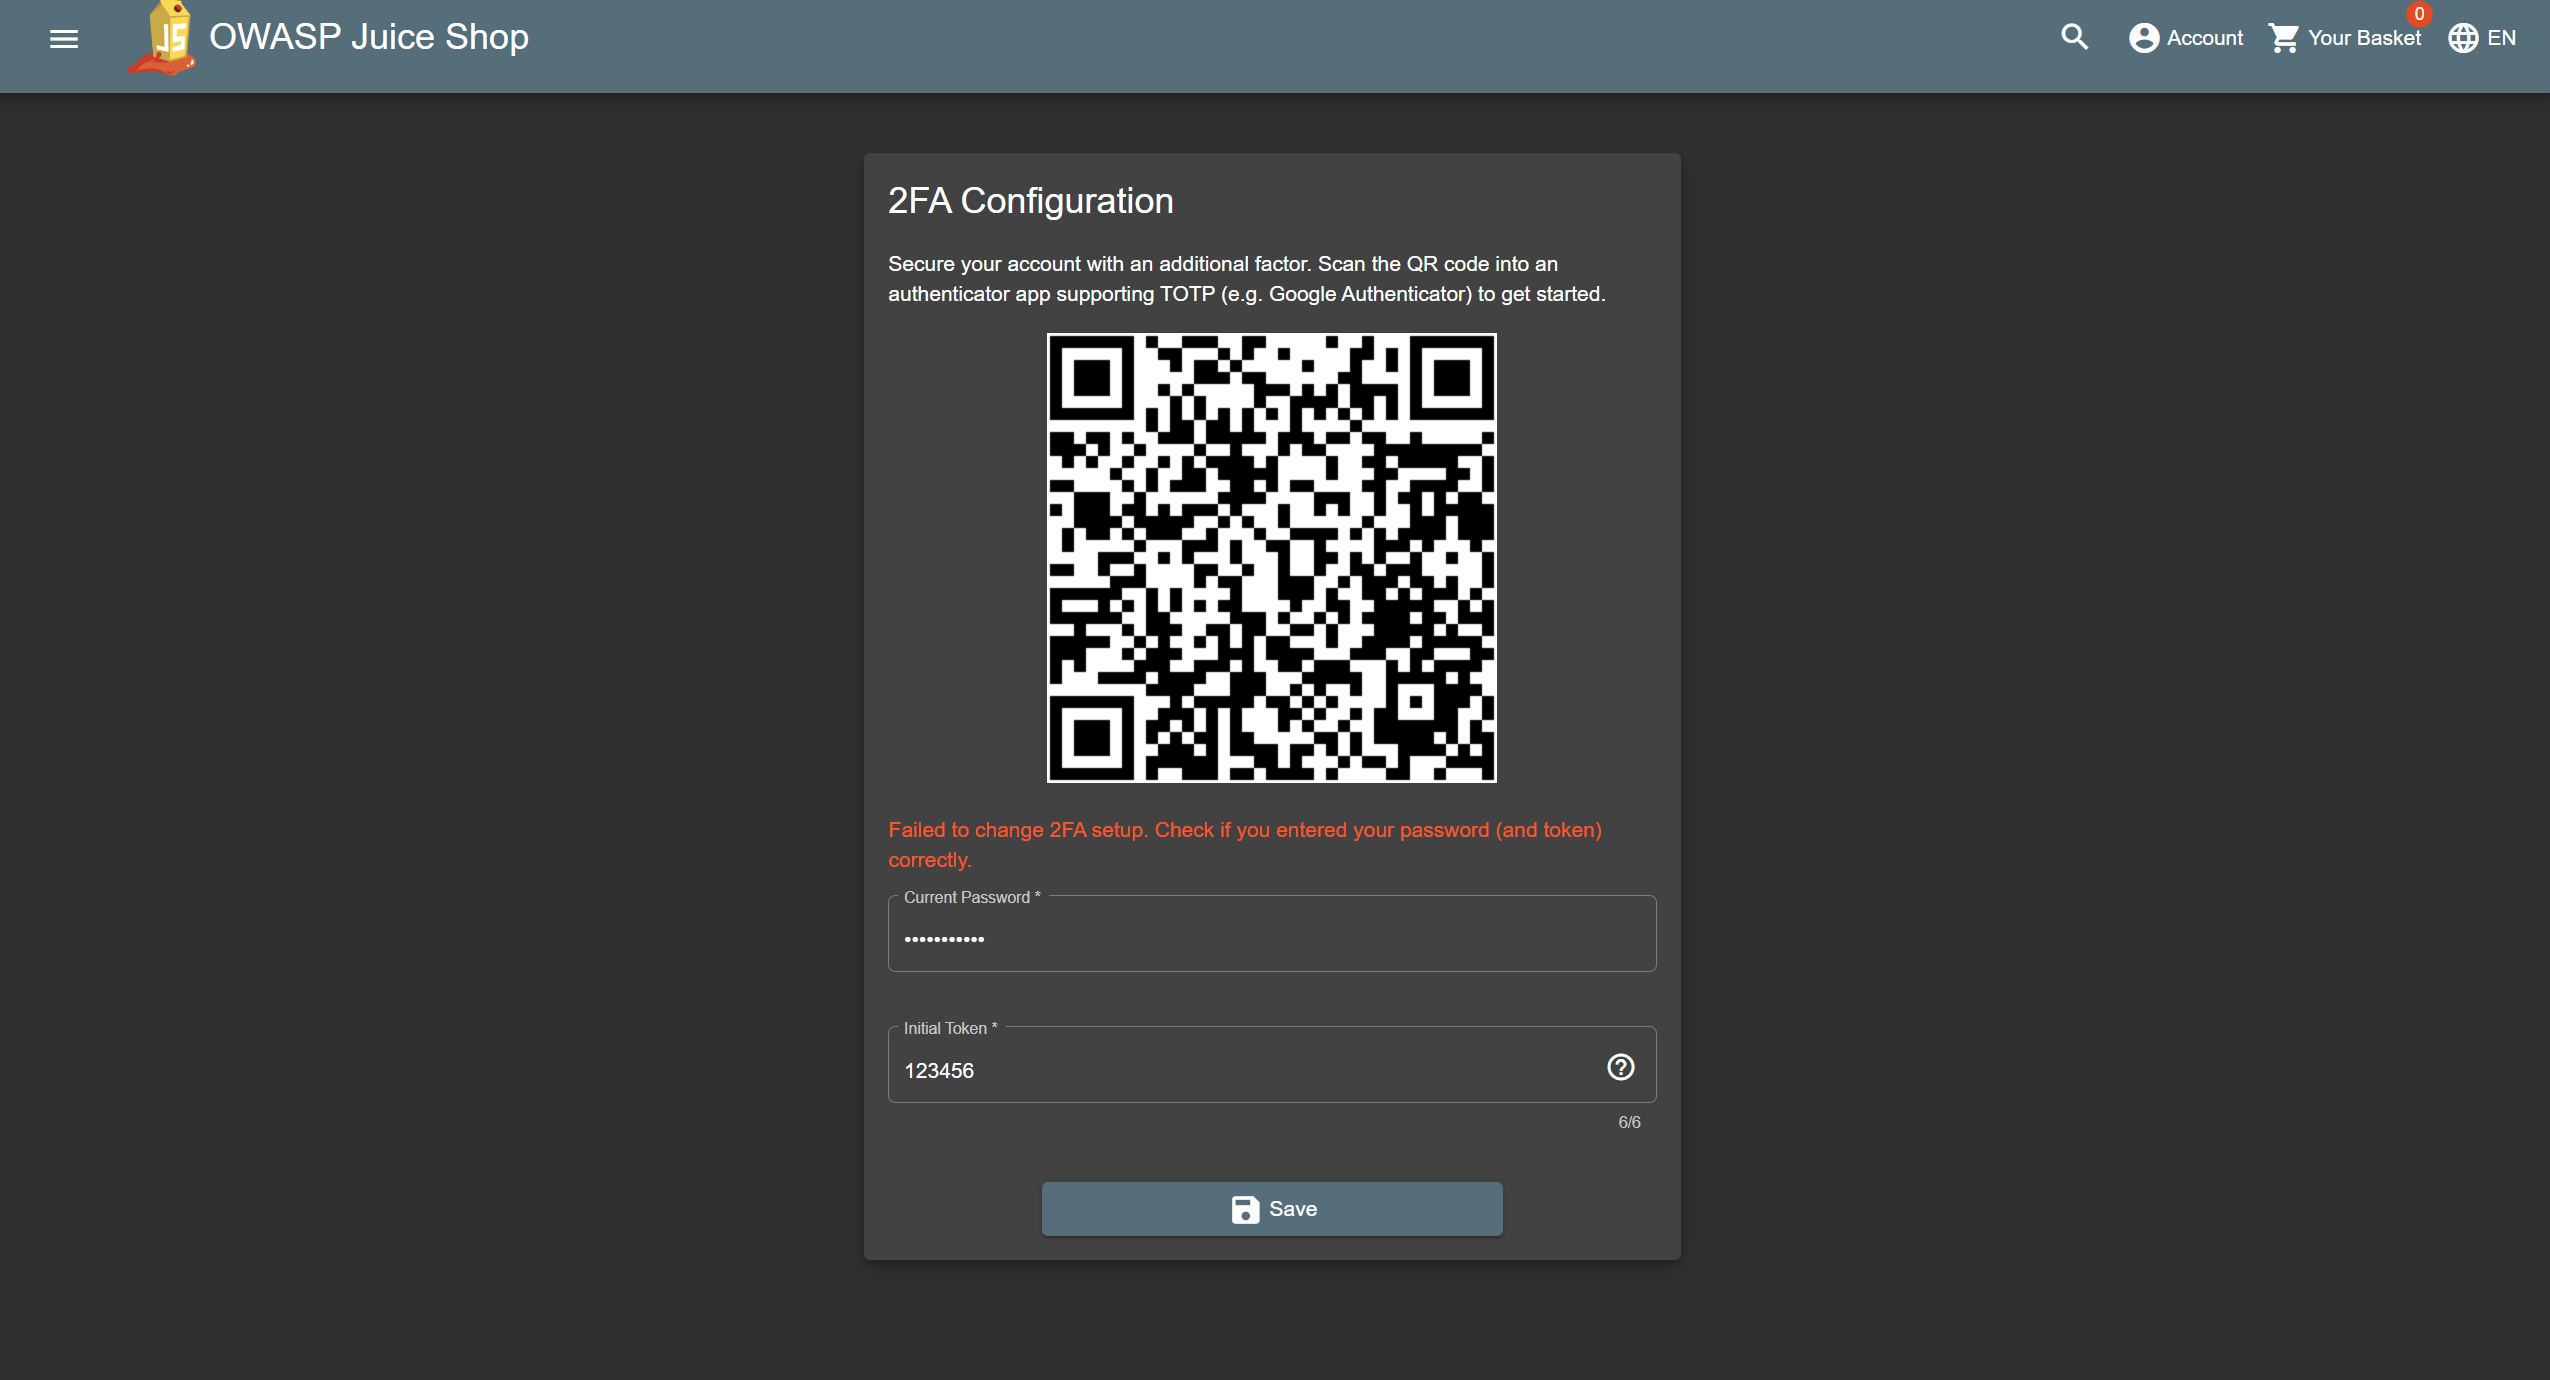 JS
OWASP Juice Shop
Account
0
Your Basket
EN
2FA Configuration
Secure your account with an additional factor. Scan the QR code into an
authenticator app supporting TOTP (e.g. Google Authenticator) to get started.
Failed to change 2FA setup. Check if you entered your password (and token)
correctly.
Current Password *
•••••••••••
Initial Token *
123456
6/6
Save